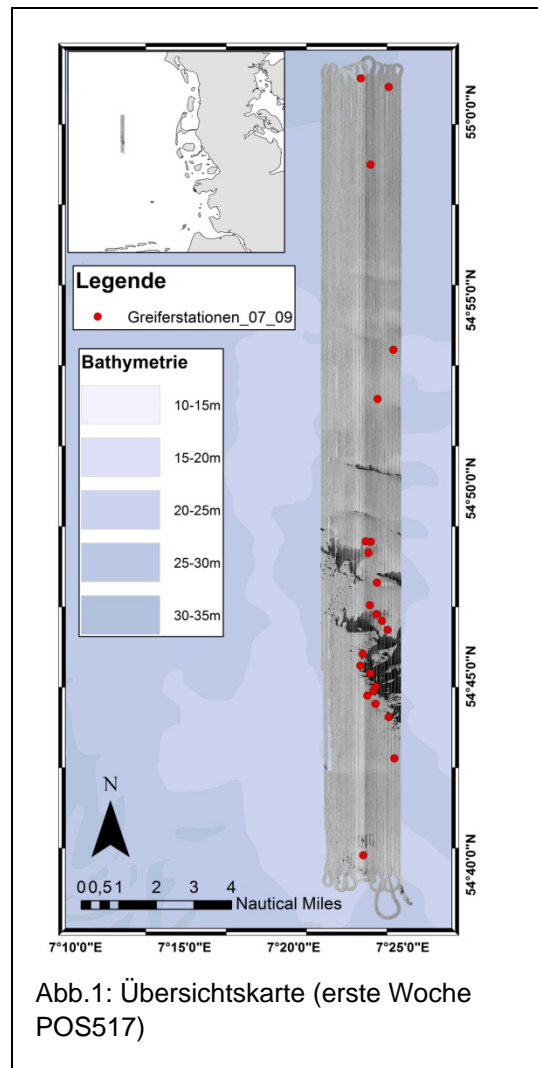 Legende
Greiferstationen_07_09
Bathymetrie
10-15m
15-20m
20-25m
25-30m
30-35m
N
0 0,5 1 2 3 4
Nautical Miles
55°0'0"N
54°55'0"N
54°50'0"N
54°45'0"N
54°40'0"N
7°10'0"E 7°15'0"E 7°20'0"E 7°25'0"E
Abb.1: Übersichtskarte (erste Woche
POS517)